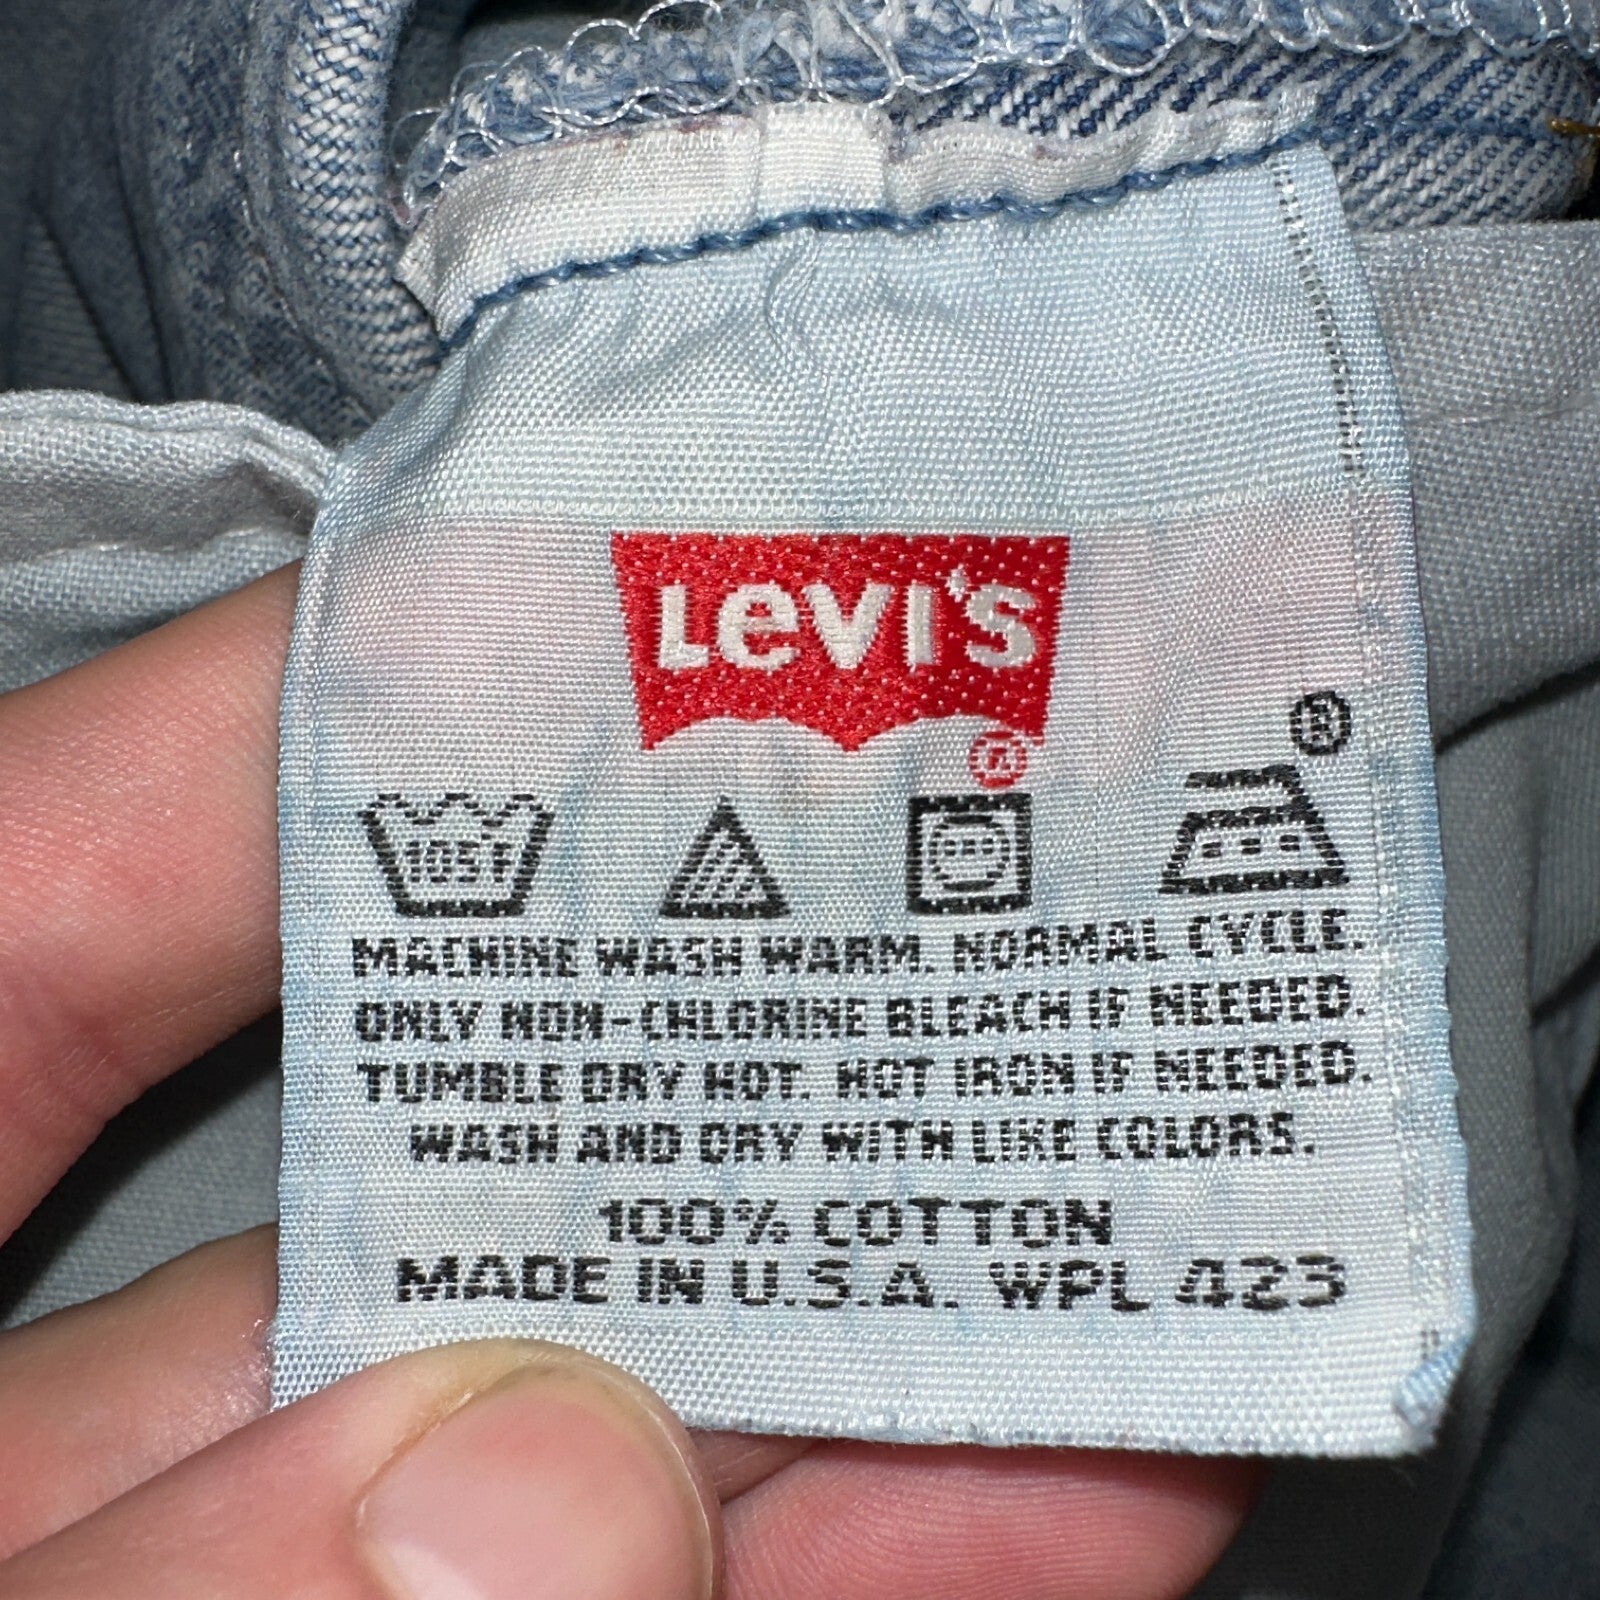 Levi's
®
®
105F
MACHINE WASH WARM. NORMAL CYCLE.
ONLY NON-CHLORINE BLEACH IF NEEDED.
TUMBLE DRY HOT. HOT IRON IF NEEDED.
WASH AND DRY WITH LIKE COLORS.
100% COTTON
MADE IN U.S.A. WPL 423